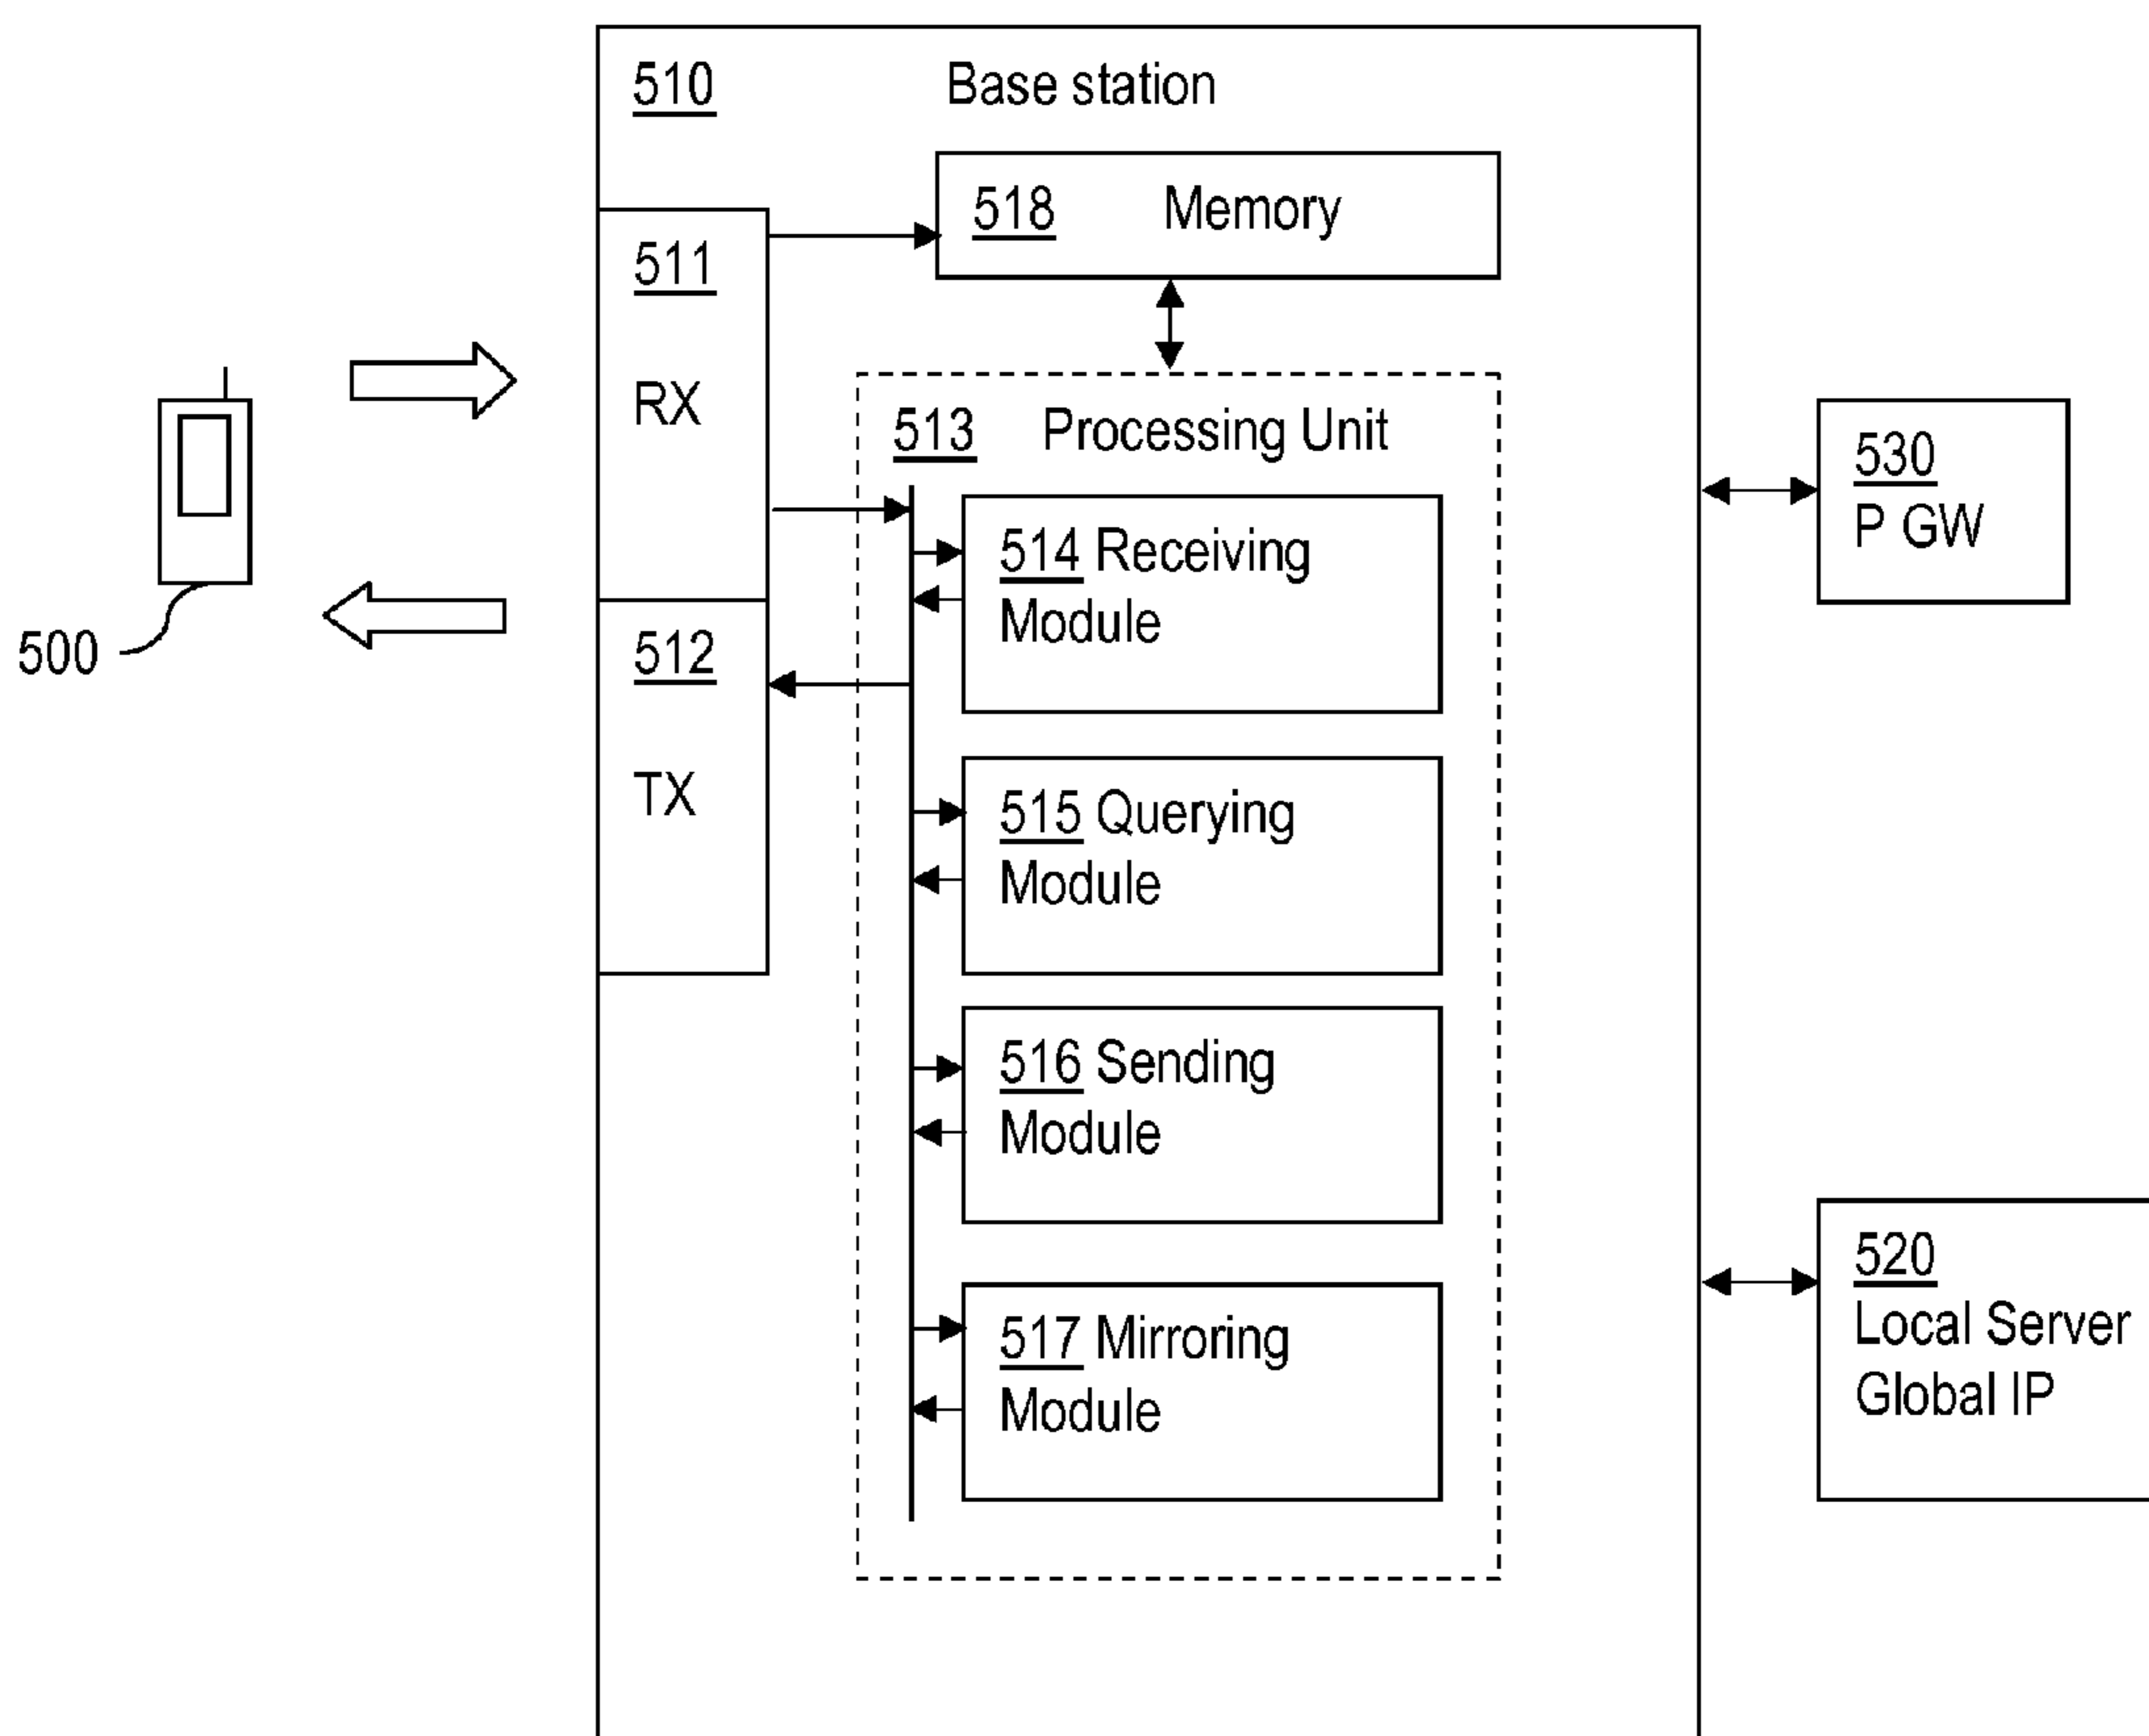 510 Base station
518 Memory
511
RX
513 Processing Unit
514 Receiving
Module
500
512
TX
515 Querying
Module
516 Sending
Module
517 Mirroring
Module
530
P GW
520
Local Server
Global IP